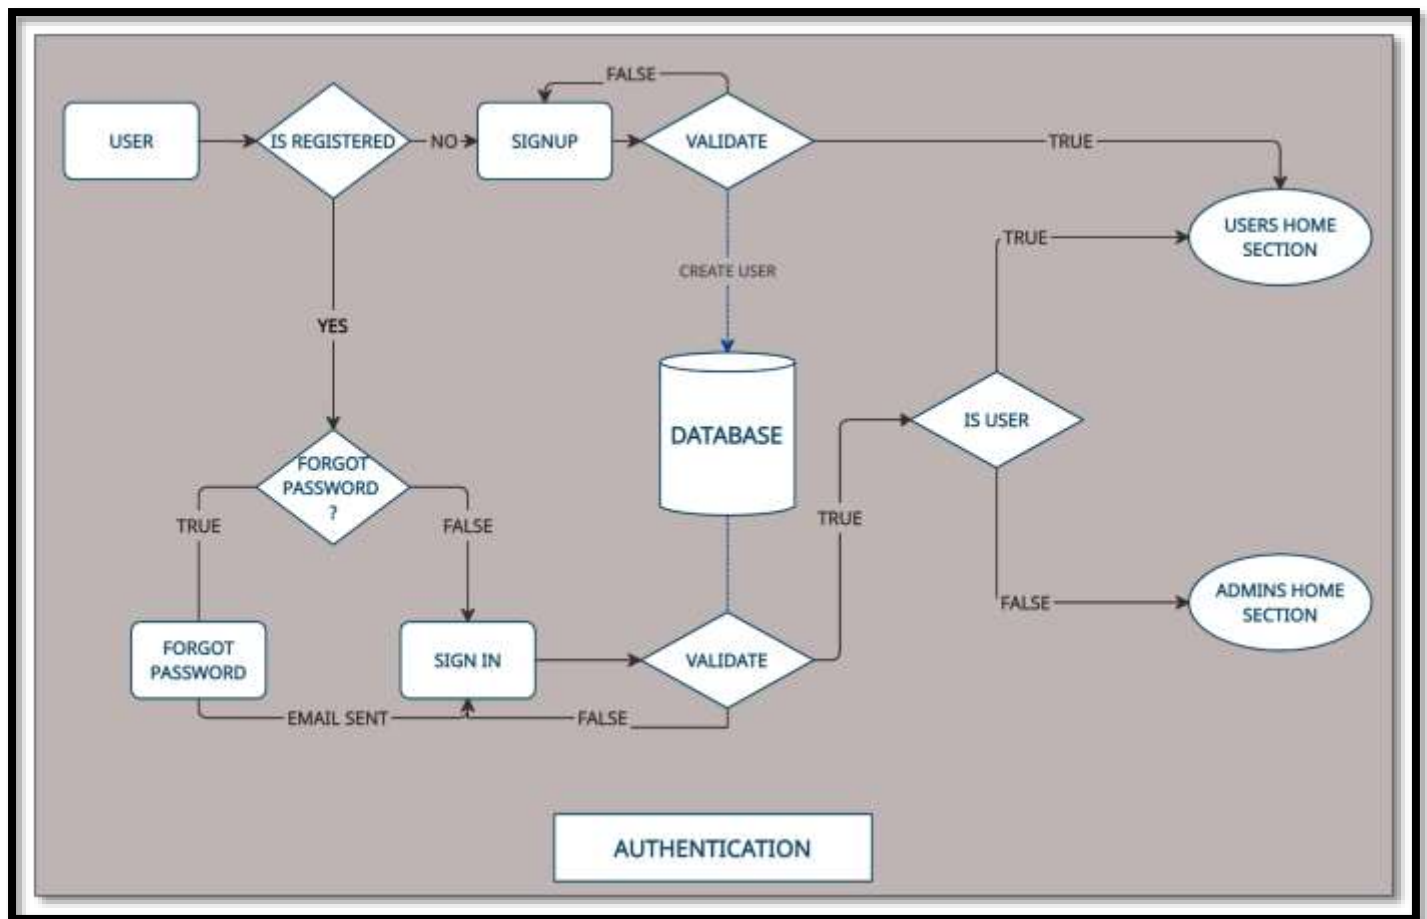 FALSE
USER
IS REGISTERED
NO
SIGNUP
VALIDATE
TRUE
USERS HOME
SECTION
TRUE
CREATE USER
YES
DATABASE
IS USER
FORGOT
PASSWORD
?
TRUE
FALSE
TRUE
FORGOT
PASSWORD
SIGN IN
VALIDATE
ADMINS HOME
SECTION
FALSE
EMAIL SENT
FALSE
AUTHENTICATION